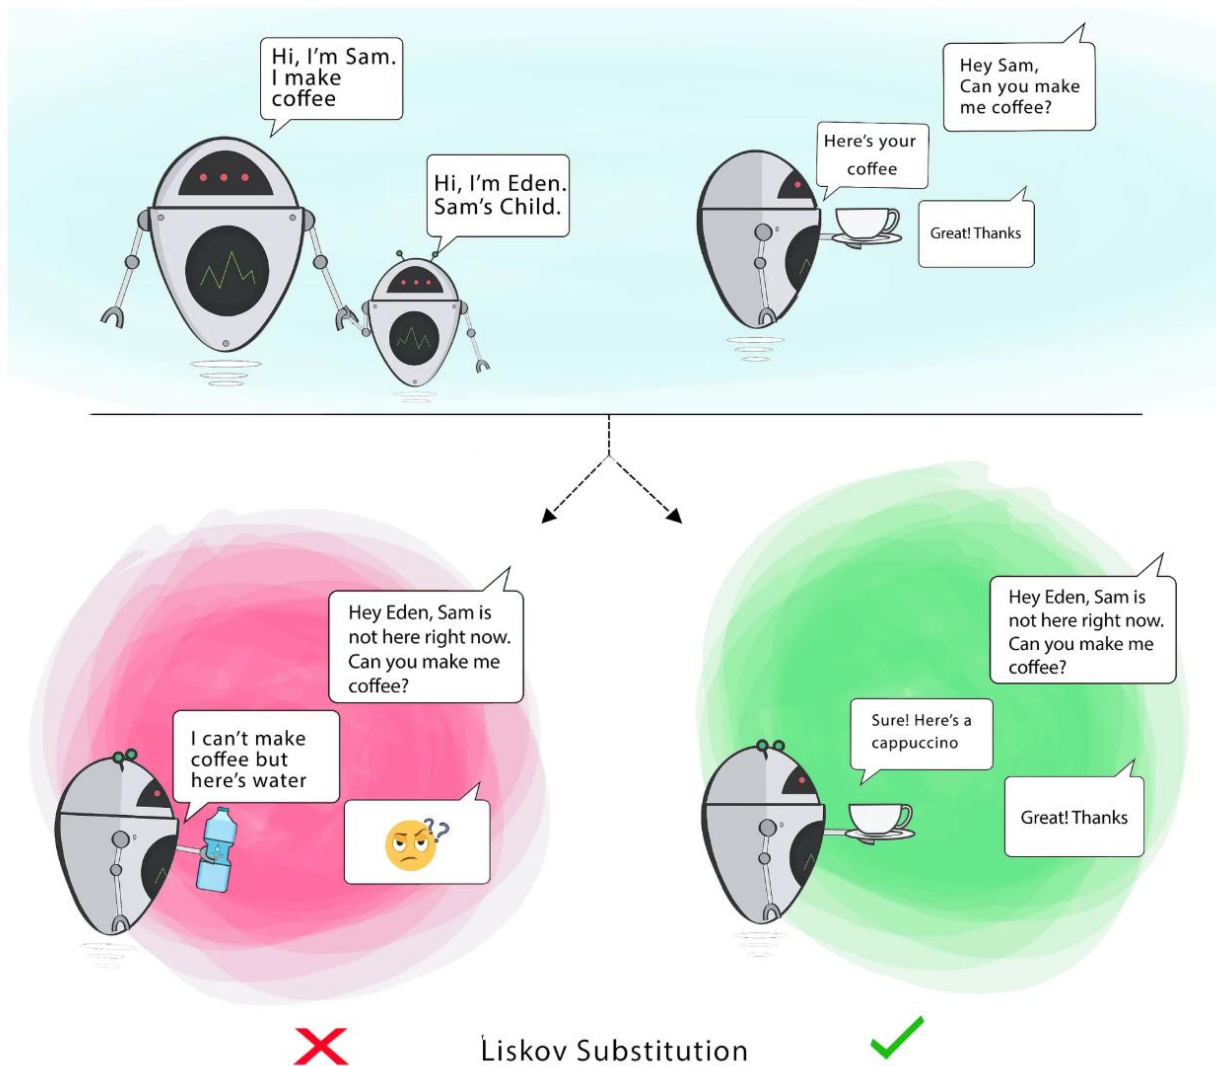 Hi, I'm Sam.
I make
coffee
Hi, I'm Eden.
Sam's Child.
Hey Sam,
Can you make
me coffee?
Here's your
coffee
Great! Thanks
Hey Eden, Sam is
not here right now.
Can you make me
coffee?
I can't make
coffee but
here's water
??
Hey Eden, Sam is
not here right now.
Can you make me
coffee?
Sure! Here's a
cappuccino
Great! Thanks
Liskov Substitution